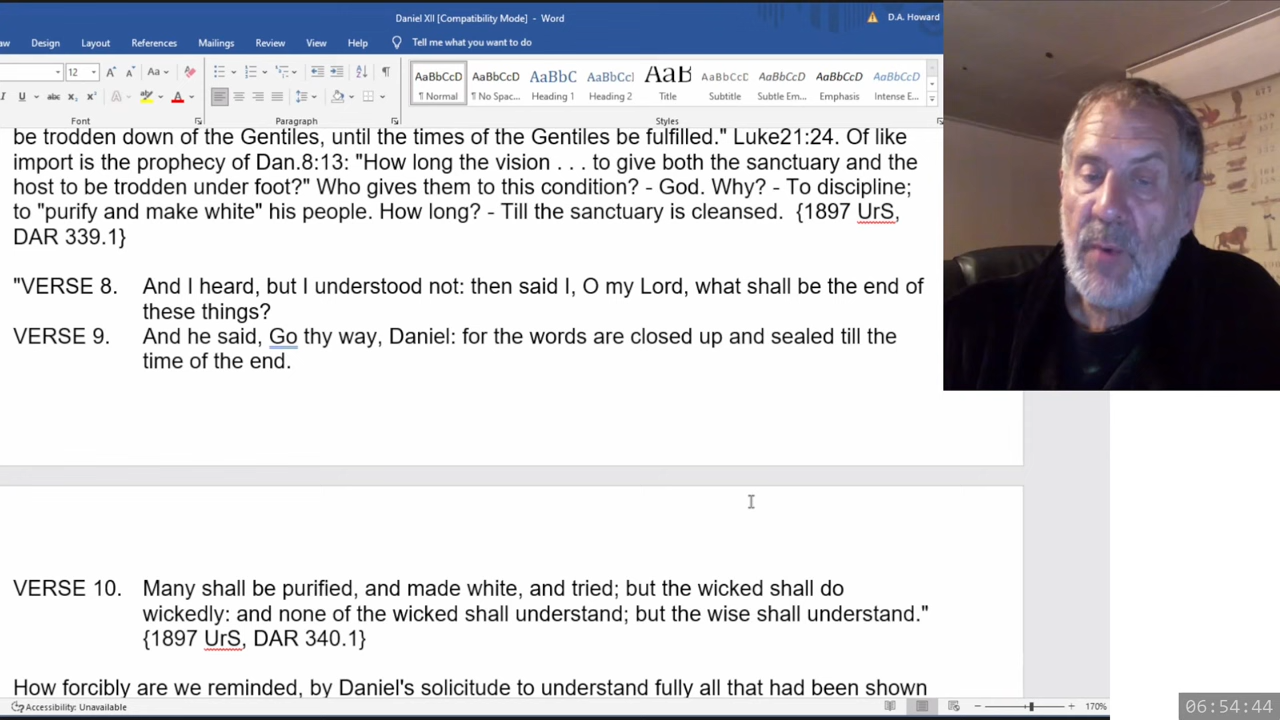 Daniel XII [Compatibility Mode] - Word
D.A. Howard
aw Design Layout References Mailings Review View Help Tell me what you want to do
12 Aa
AaBbCcD AaBbCcD AaBbC AaBbCcI AaB AaBbCcC AaBbCcD AaBbCcD AaBbCcD
¶ Normal ¶ No Spac... Heading 1 Heading 2 Title Subtitle Subtle Em... Emphasis Intense E...
I U abc x₂ x² A A
Font Paragraph Styles
be trodden down of the Gentiles, until the times of the Gentiles be fulfilled." Luke21:24. Of like
import is the prophecy of Dan.8:13: "How long the vision . . . to give both the sanctuary and the
host to be trodden under foot?" Who gives them to this condition? - God. Why? - To discipline;
to "purify and make white" his people. How long? - Till the sanctuary is cleansed. {1897 UrS,
DAR 339.1}
"VERSE 8. And I heard, but I understood not: then said I, O my Lord, what shall be the end of
these things?
VERSE 9. And he said, Go thy way, Daniel: for the words are closed up and sealed till the
time of the end.
VERSE 10. Many shall be purified, and made white, and tried; but the wicked shall do
wickedly: and none of the wicked shall understand; but the wise shall understand."
{1897 UrS, DAR 340.1}
How forcibly are we reminded, by Daniel's solicitude to understand fully all that had been shown
Accessibility: Unavailable
170%
06:54:44